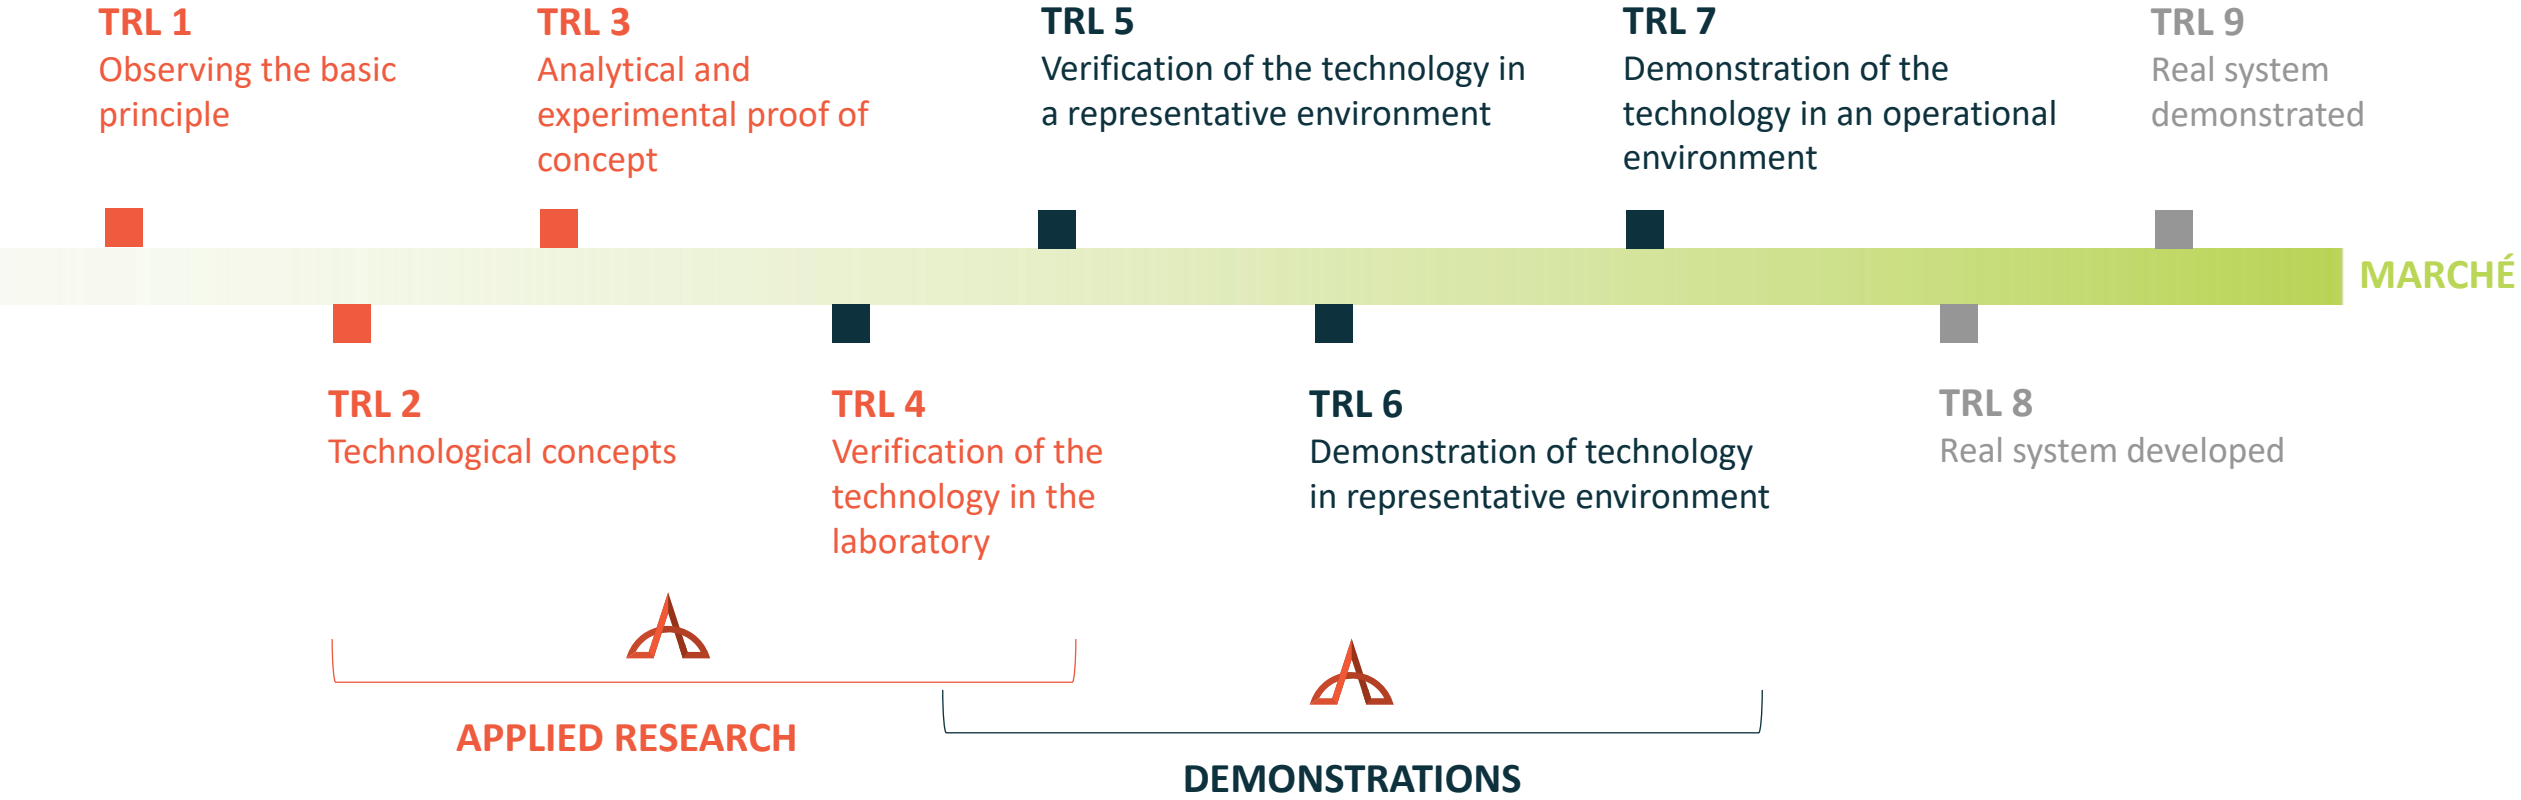 TRL 1
Observing the basic
principle
TRL 3
Analytical and
experimental proof of
concept
TRL 5
Verification of the technology in
a representative environment
TRL 7
Demonstration of the
technology in an operational
environment
TRL 9
Real system
demonstrated
MARCHÉ
TRL 2
Technological concepts
TRL 4
Verification of the
technology in the
laboratory
TRL 6
Demonstration of technology
in representative environment
TRL 8
Real system developed
APPLIED RESEARCH
DEMONSTRATIONS